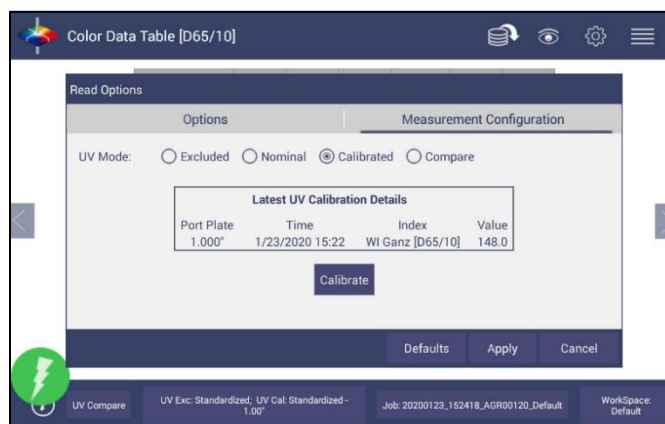 Color Data Table [D65/10]
Read Options
Options Measurement Configuration
UV Mode: Excluded Nominal Calibrated Compare
Latest UV Calibration Details
Port Plate Time Index Value
1.000" 1/23/2020 15:22 WI Ganz [D65/10] 148.0
Calibrate
Defaults Apply Cancel
UV Compare
UV Exc: Standardized; UV Cal: Standardized -
1.00"
Job: 20200123_152418_AGR00120_Default
WorkSpace:
Default